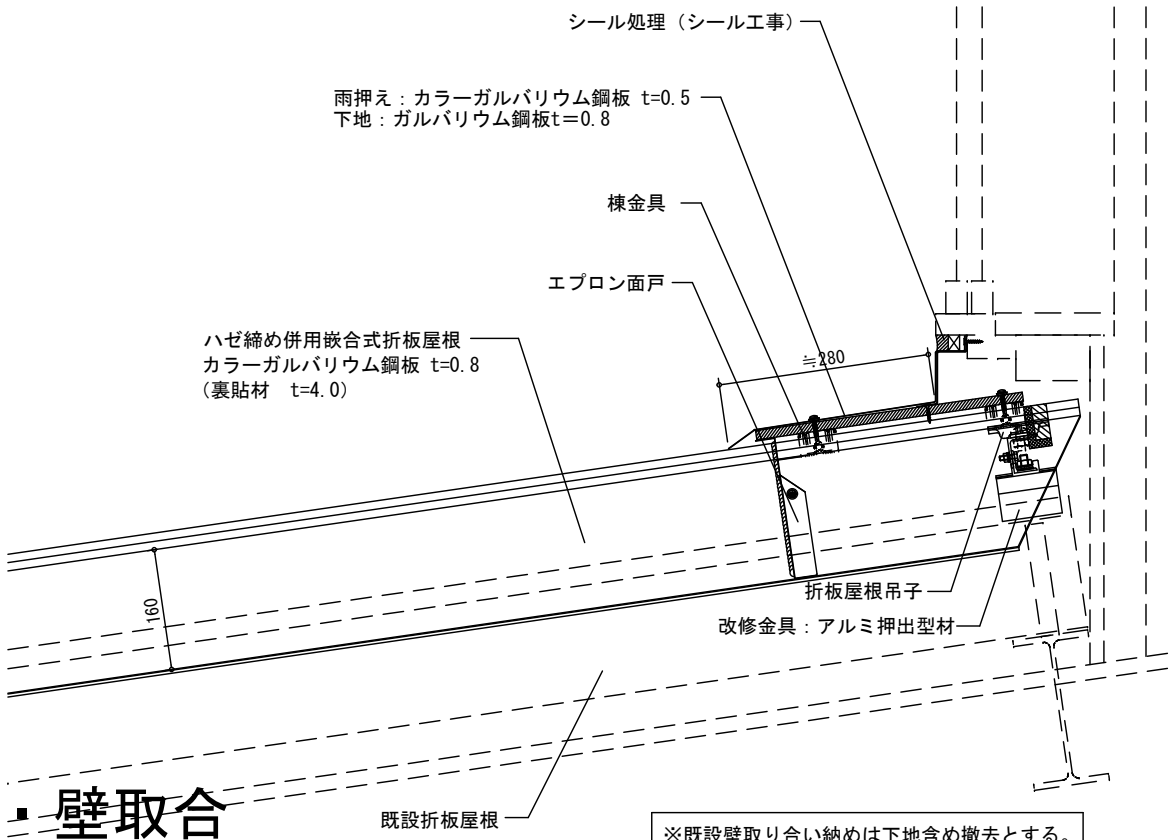 シール処理（シール工事）
雨押え：カラーガルバリウム鋼板 t=0.5
下地：ガルバリウム鋼板t＝0.8
棟金具
エプロン面戸
ハゼ締め併用嵌合式折板屋根
カラーガルバリウム鋼板 t=0.8
（裏貼材　t=4.0）
≒280
160
折板屋根吊子
改修金具：アルミ押出型材
既設折板屋根
・壁取合
※既設壁取り合い納めは下地含め撤去とする。